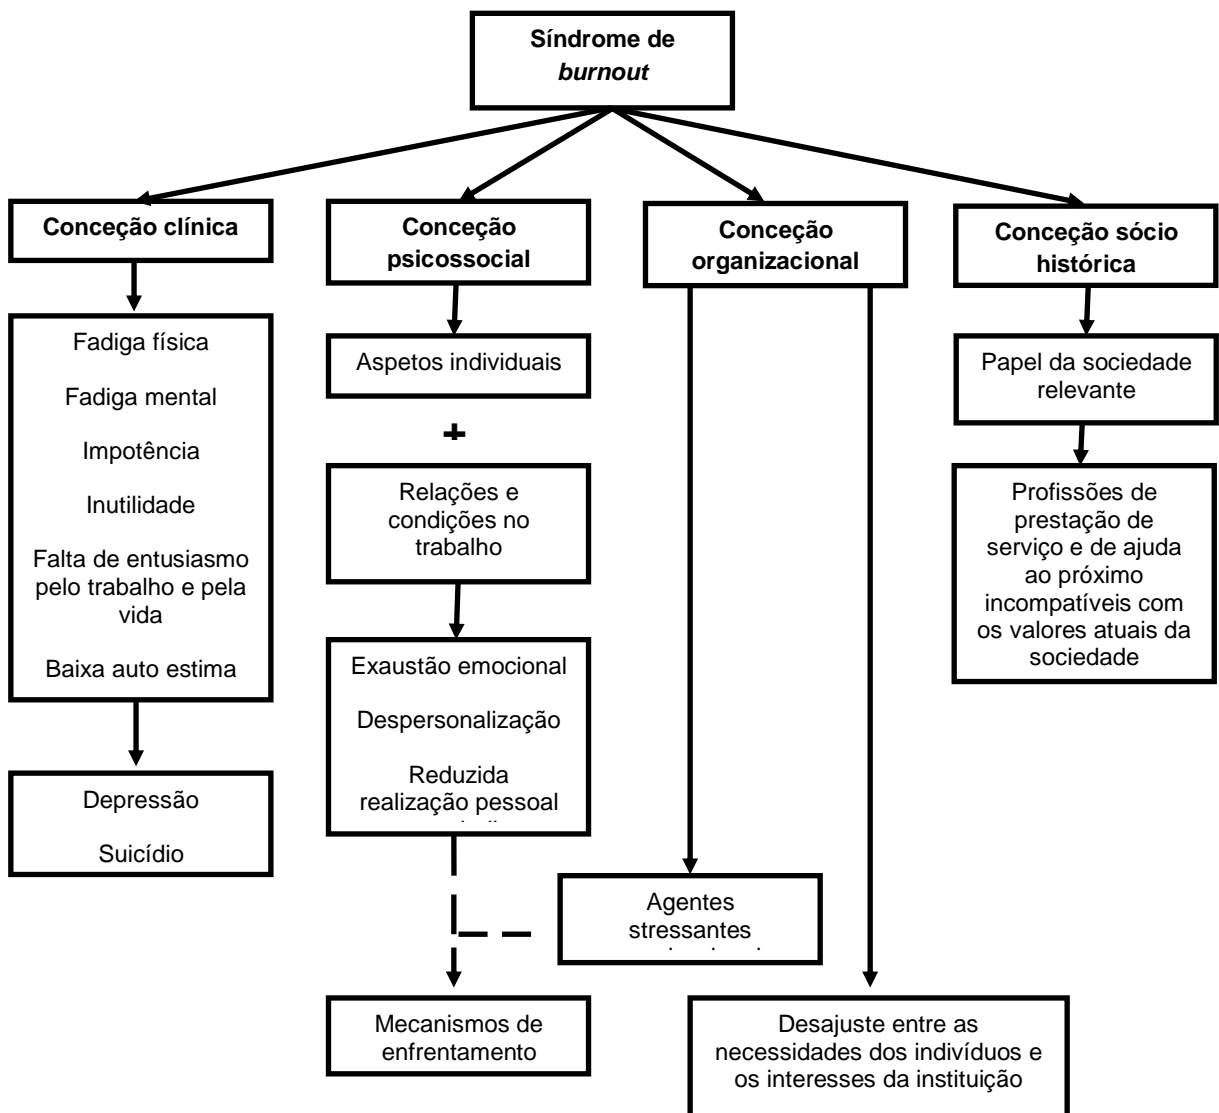 Síndrome de
burnout
Conceção clínica
Fadiga física
Fadiga mental
Impotência
Inutilidade
Falta de entusiasmo
pelo trabalho e pela
vida
Baixa auto estima
Depressão
Suicídio
Conceção
psicossocial
Aspetos individuais
+
Relações e
condições no
trabalho
Exaustão emocional
Despersonalização
Reduzida
realização pessoal
Mecanismos de
enfrentamento
Conceção
organizacional
Agentes
stressantes
Desajuste entre as
necessidades dos indivíduos e
os interesses da instituição
Conceção sócio
histórica
Papel da sociedade
relevante
Profissões de
prestação de
serviço e de ajuda
ao próximo
incompatíveis com
os valores atuais da
sociedade